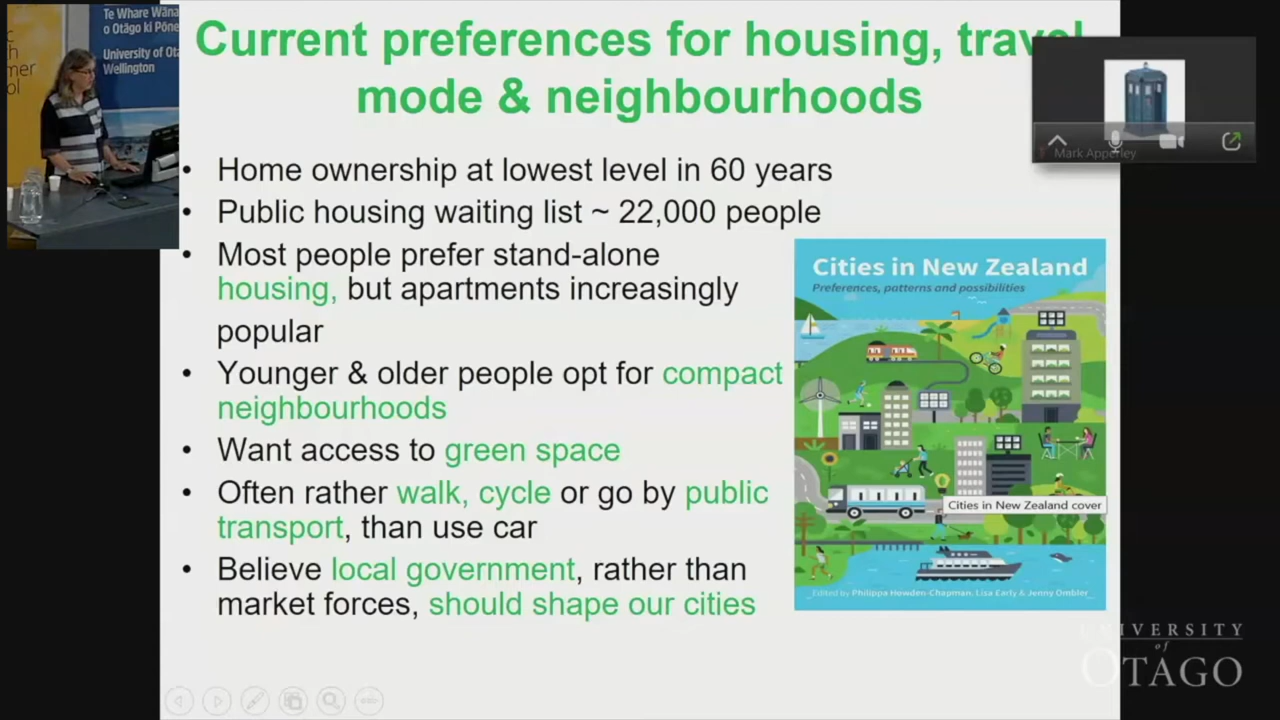 Te Whare Wāna
o Otāgo ki Pōne
University of Ota
Wellington
Current preferences for housing, travel
mode & neighbourhoods
Mark Apperley
• Home ownership at lowest level in 60 years
• Public housing waiting list ~ 22,000 people
• Most people prefer stand-alone
housing, but apartments increasingly
popular
• Younger & older people opt for compact
neighbourhoods
• Want access to green space
• Often rather walk, cycle or go by public
transport, than use car
• Believe local government, rather than
market forces, should shape our cities
Cities in New Zealand
Preferences, patterns and possibilities
Cities in New Zealand cover
Edited by Philippa Howden-Chapman, Lisa Early & Jenny Ombler
UNIVERSITY
of
OTAGO